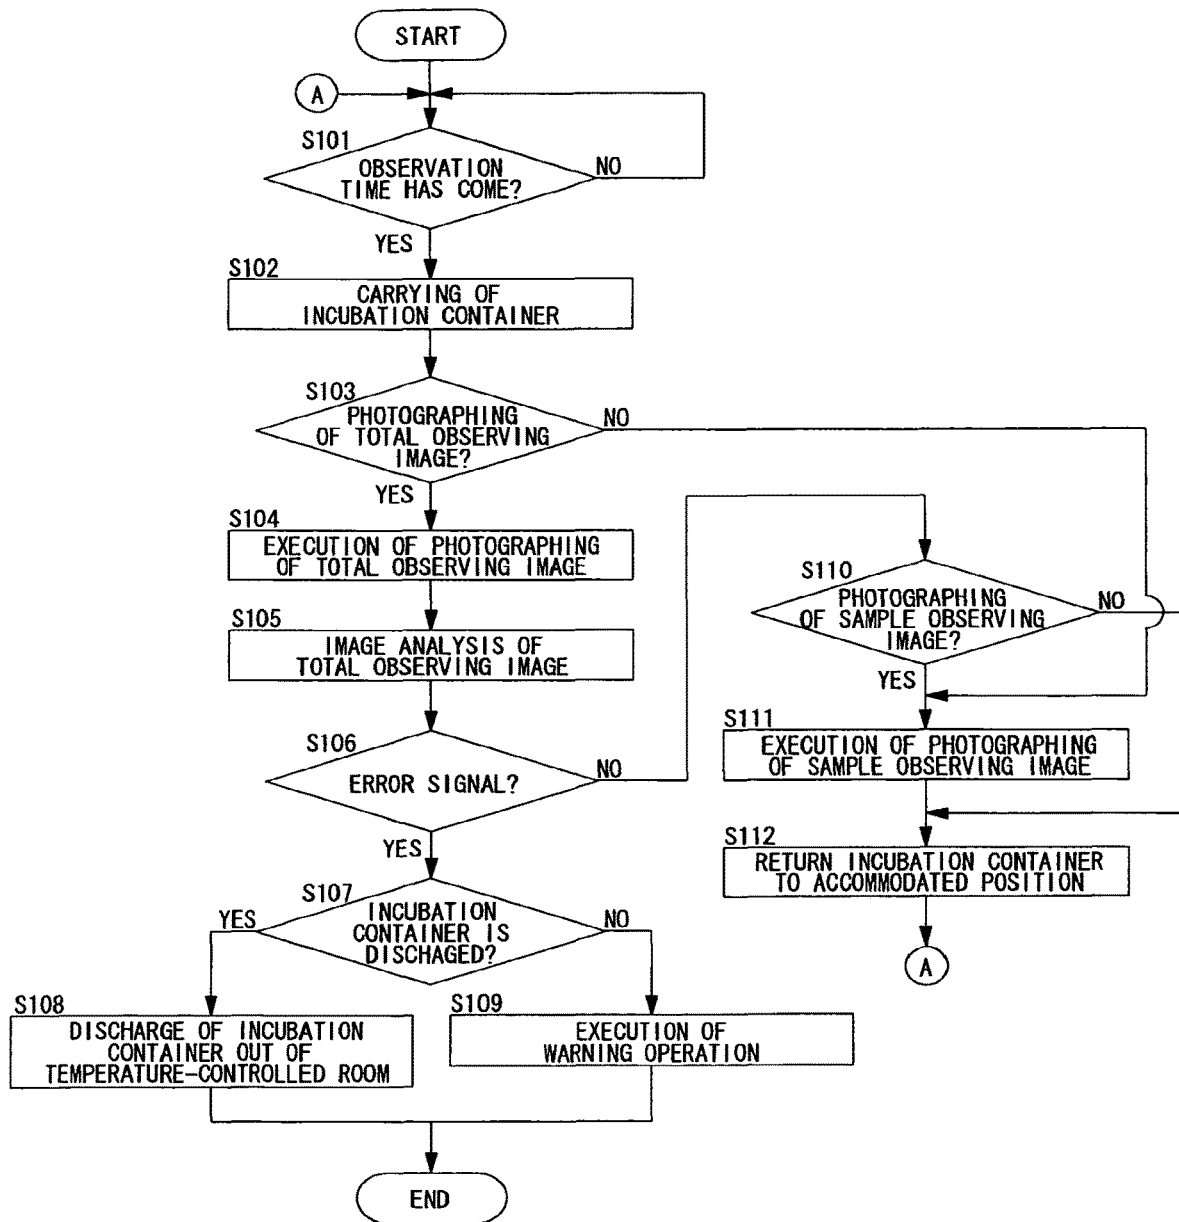 START
A
S101
OBSERVATION
TIME HAS COME?
NO
YES
S102
CARRYING OF
INCUBATION CONTAINER
S103
PHOTOGRAPHING
OF TOTAL OBSERVING
IMAGE?
NO
YES
S104
EXECUTION OF PHOTOGRAPHING
OF TOTAL OBSERVING IMAGE
S105
IMAGE ANALYSIS OF
TOTAL OBSERVING IMAGE
S106
ERROR SIGNAL?
NO
YES
S107
INCUBATION
CONTAINER IS
DISCHAGED?
YES
NO
S108
DISCHARGE OF INCUBATION
CONTAINER OUT OF
TEMPERATURE-CONTROLLED ROOM
S109
EXECUTION OF
WARNING OPERATION
END
S110
PHOTOGRAPHING
OF SAMPLE OBSERVING
IMAGE?
NO
YES
S111
EXECUTION OF PHOTOGRAPHING
OF SAMPLE OBSERVING IMAGE
S112
RETURN INCUBATION CONTAINER
TO ACCOMMODATED POSITION
A